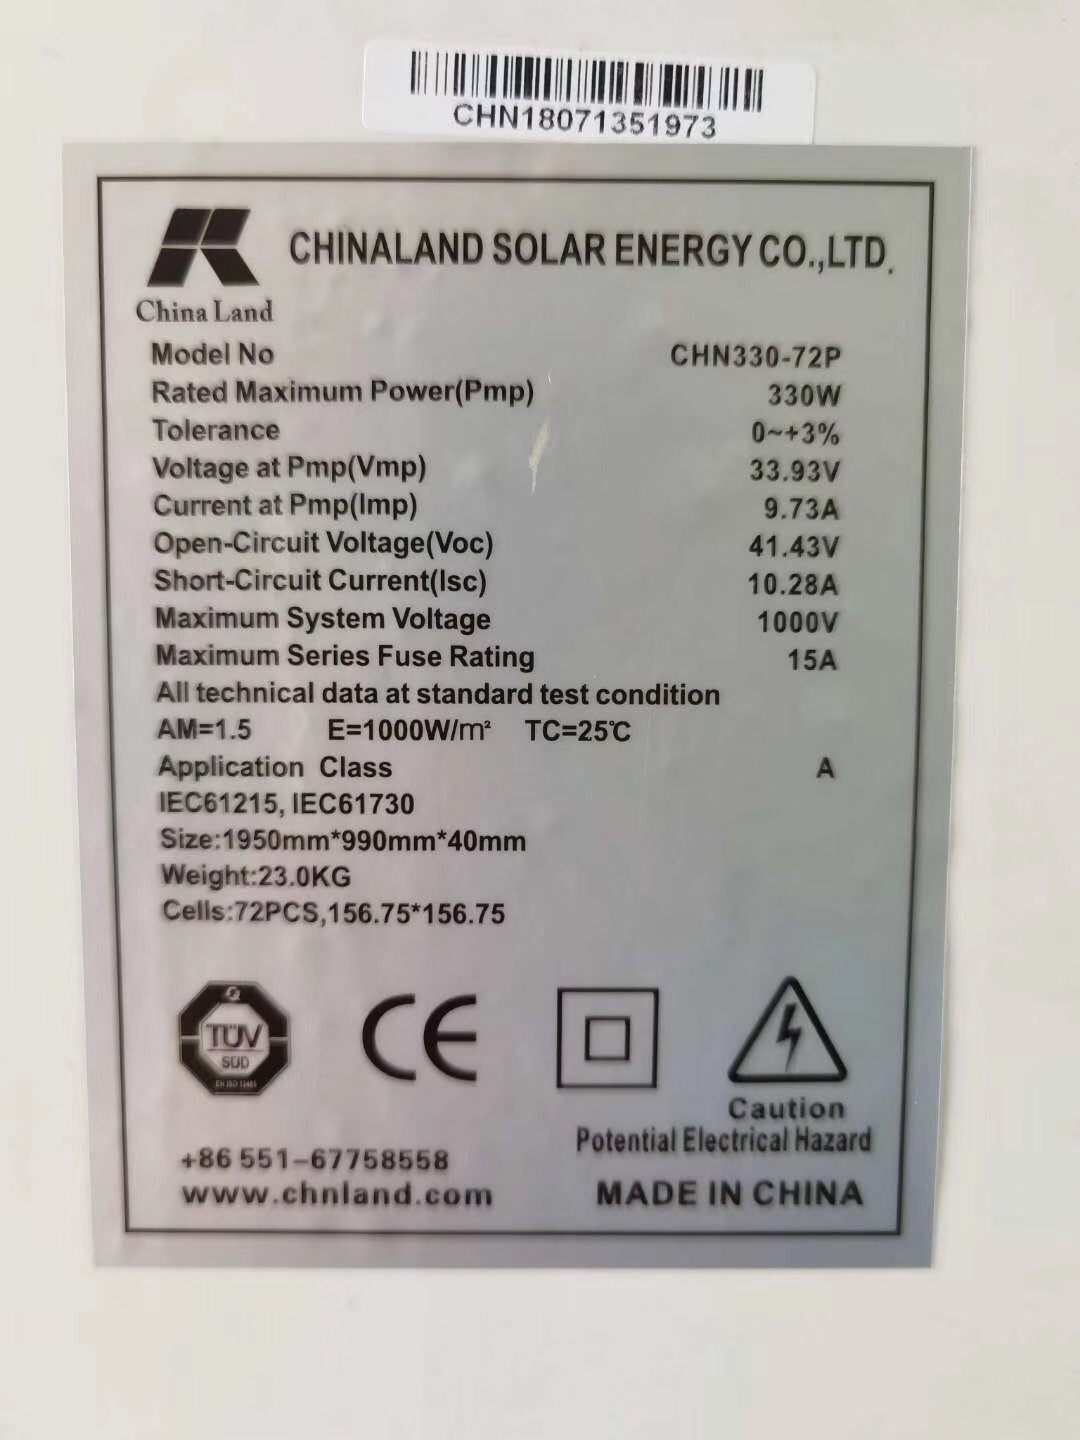 CHN18071351973
CHINALAND SOLAR ENERGY CO.,LTD.
China Land
Model No CHN330-72P
Rated Maximum Power(Pmp) 330W
Tolerance 0~+3%
Voltage at Pmp(Vmp) 33.93V
Current at Pmp(Imp) 9.73A
Open-Circuit Voltage(Voc) 41.43V
Short-Circuit Current(Isc) 10.28A
Maximum System Voltage 1000V
Maximum Series Fuse Rating 15A
All technical data at standard test condition
AM=1.5 E=1000W/m² TC=25℃
Application Class A
IEC61215, IEC61730
Size:1950mm*990mm*40mm
Weight:23.0KG
Cells:72PCS,156.75*156.75
TÜV
SÜD
CE
Caution
Potential Electrical Hazard
+86 551-67758558
www.chnland.com
MADE IN CHINA